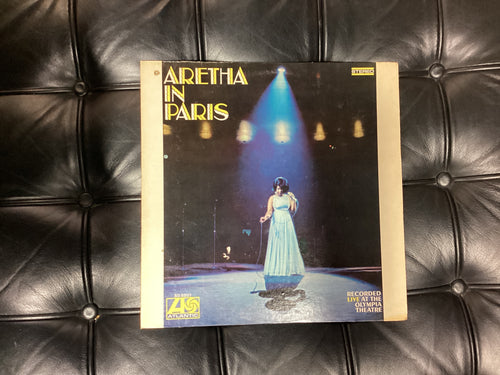 ARETHA
IN
PARIS
STEREO
RECORDED
LIVE AT THE
OLYMPIA
THEATRE
ATLANTIC